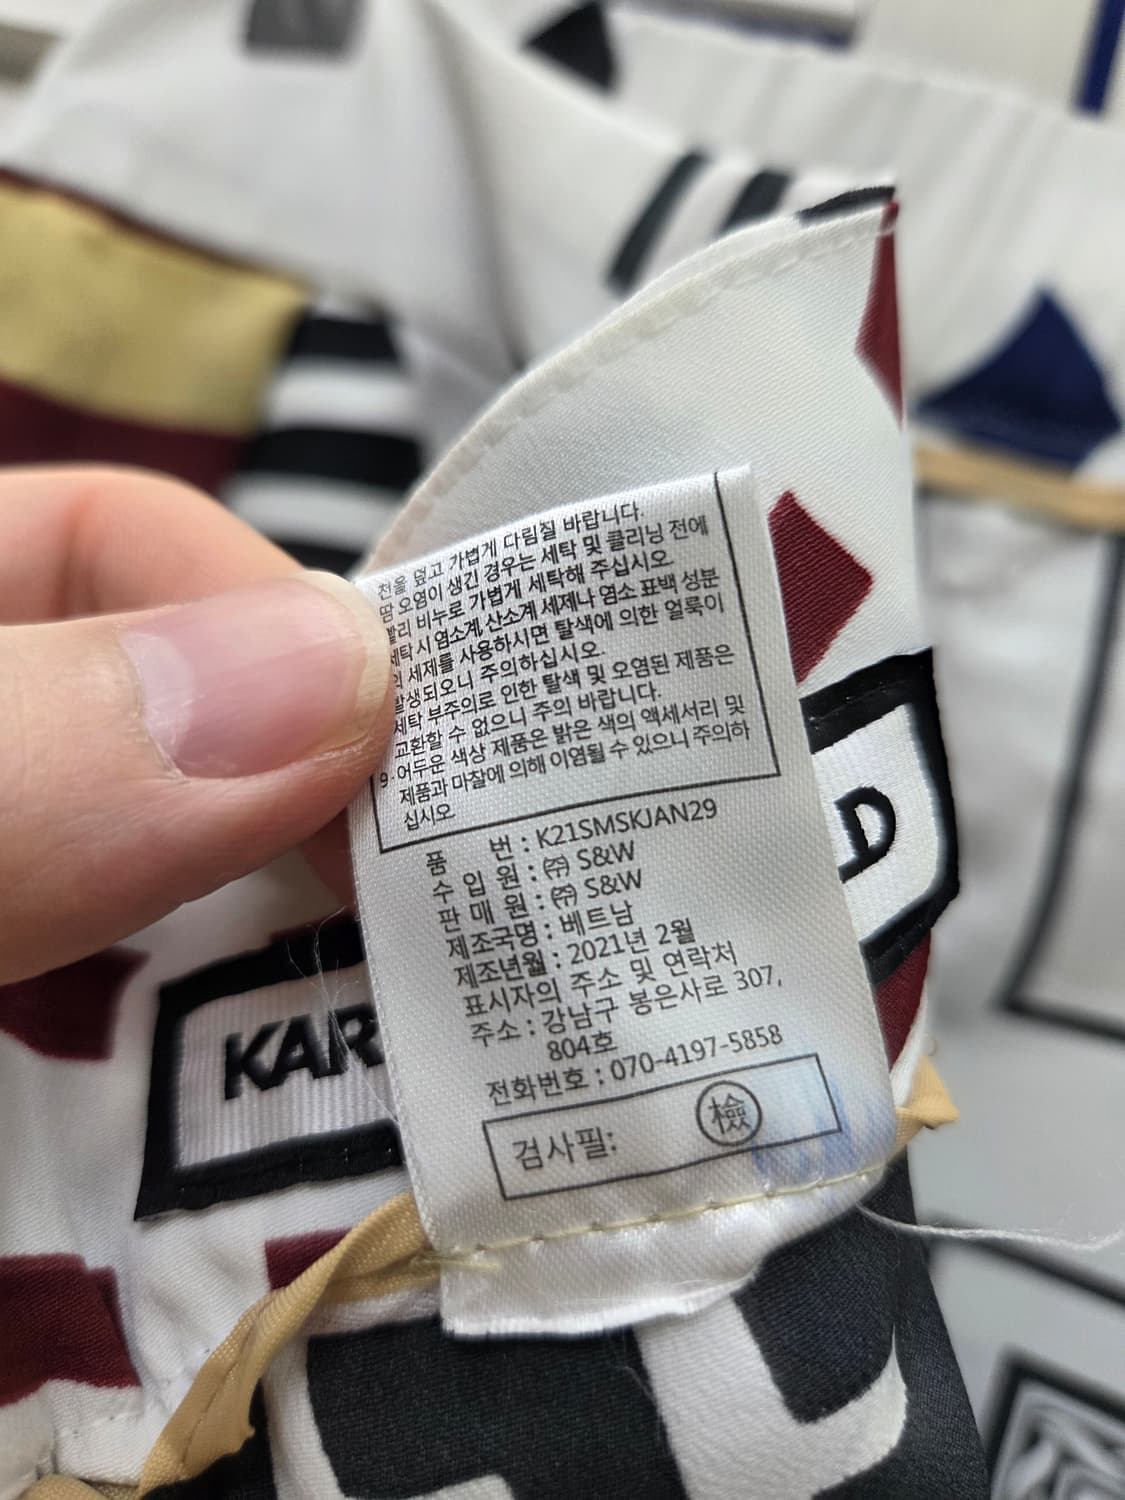 천을 덮고 가볍게 다림질 바랍니다.
땀 오염이 생긴 경우는 세탁 및 클리닝 전에
빨리 비누로 가볍게 세탁해 주십시오.
세탁시 염소계, 산소계 세제나 염소 표백 성분
의 세제를 사용하시면 탈색에 의한 얼룩이
발생되오니 주의하십시오.
세탁 부주의로 인한 탈색 및 오염된 제품은
교환할 수 없으니 주의 바랍니다.
9. 어두운 색상 제품은 밝은 색의 액세서리 및
제품과 마찰에 의해 이염될 수 있으니 주의하
십시오
품 번 : K21SMSKJAN29
수 입 원 : ㈜ S&W
판 매 원 : ㈜ S&W
제조국명 : 베트남
제조년월 : 2021년 2월
표시자의 주소 및 연락처
주소 : 강남구 봉은사로 307,
804호
전화번호 : 070-4197-5858
검사필: 檢
KAR
D